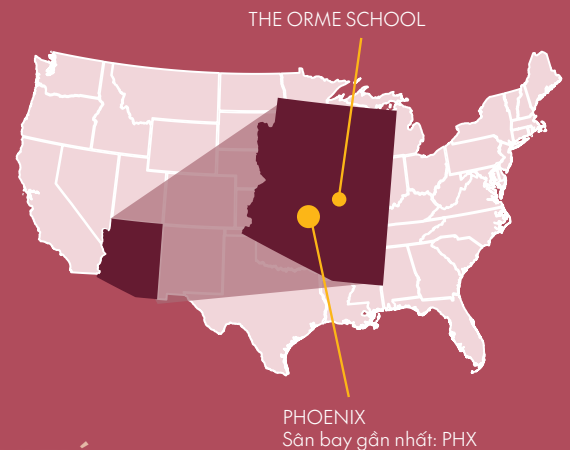 THE ORME SCHOOL
PHOENIX
Sân bay gần nhất: PHX